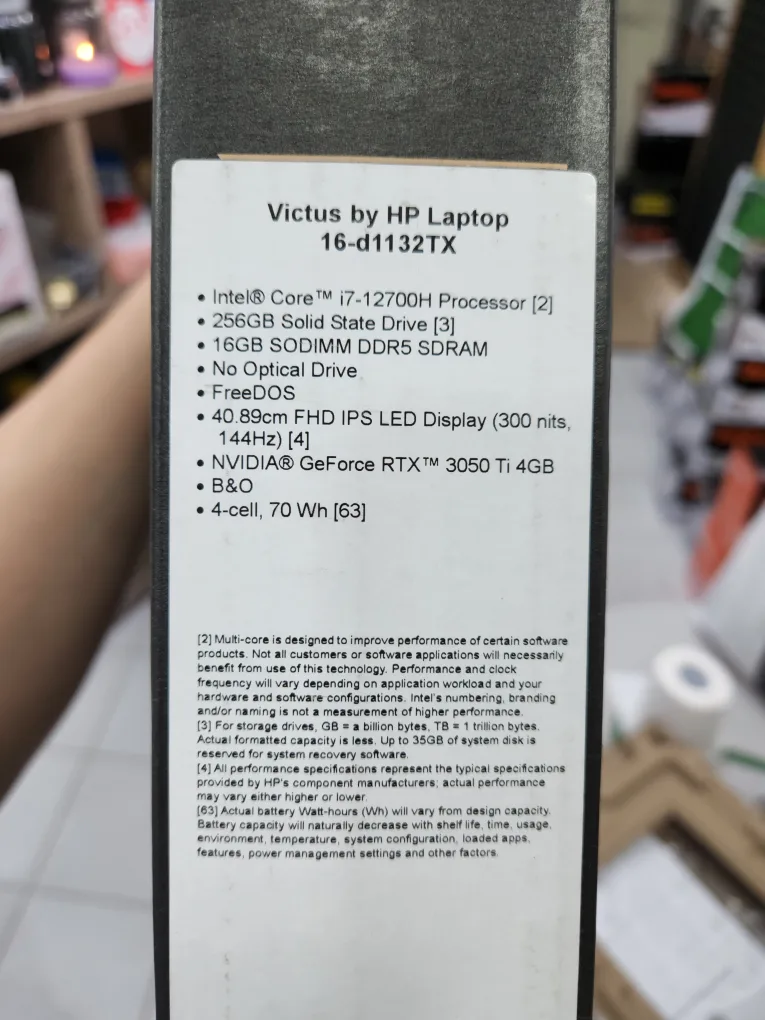 Victus by HP Laptop
16-d1132TX
• Intel® Core™ i7-12700H Processor [2]
• 256GB Solid State Drive [3]
• 16GB SODIMM DDR5 SDRAM
• No Optical Drive
• FreeDOS
• 40.89cm FHD IPS LED Display (300 nits,
144Hz) [4]
• NVIDIA® GeForce RTX™ 3050 Ti 4GB
• B&O
• 4-cell, 70 Wh [63]
[2] Multi-core is designed to improve performance of certain software
products. Not all customers or software applications will necessarily
benefit from use of this technology. Performance and clock
frequency will vary depending on application workload and your
hardware and software configurations. Intel's numbering, branding
and/or naming is not a measurement of higher performance.
[3] For storage drives, GB = a billion bytes, TB = 1 trillion bytes.
Actual formatted capacity is less. Up to 35GB of system disk is
reserved for system recovery software.
[4] All performance specifications represent the typical specifications
provided by HP's component manufacturers; actual performance
may vary either higher or lower.
[63] Actual battery Watt-hours (Wh) will vary from design capacity.
Battery capacity will naturally decrease with shelf life, time, usage,
environment, temperature, system configuration, loaded apps,
features, power management settings and other factors.